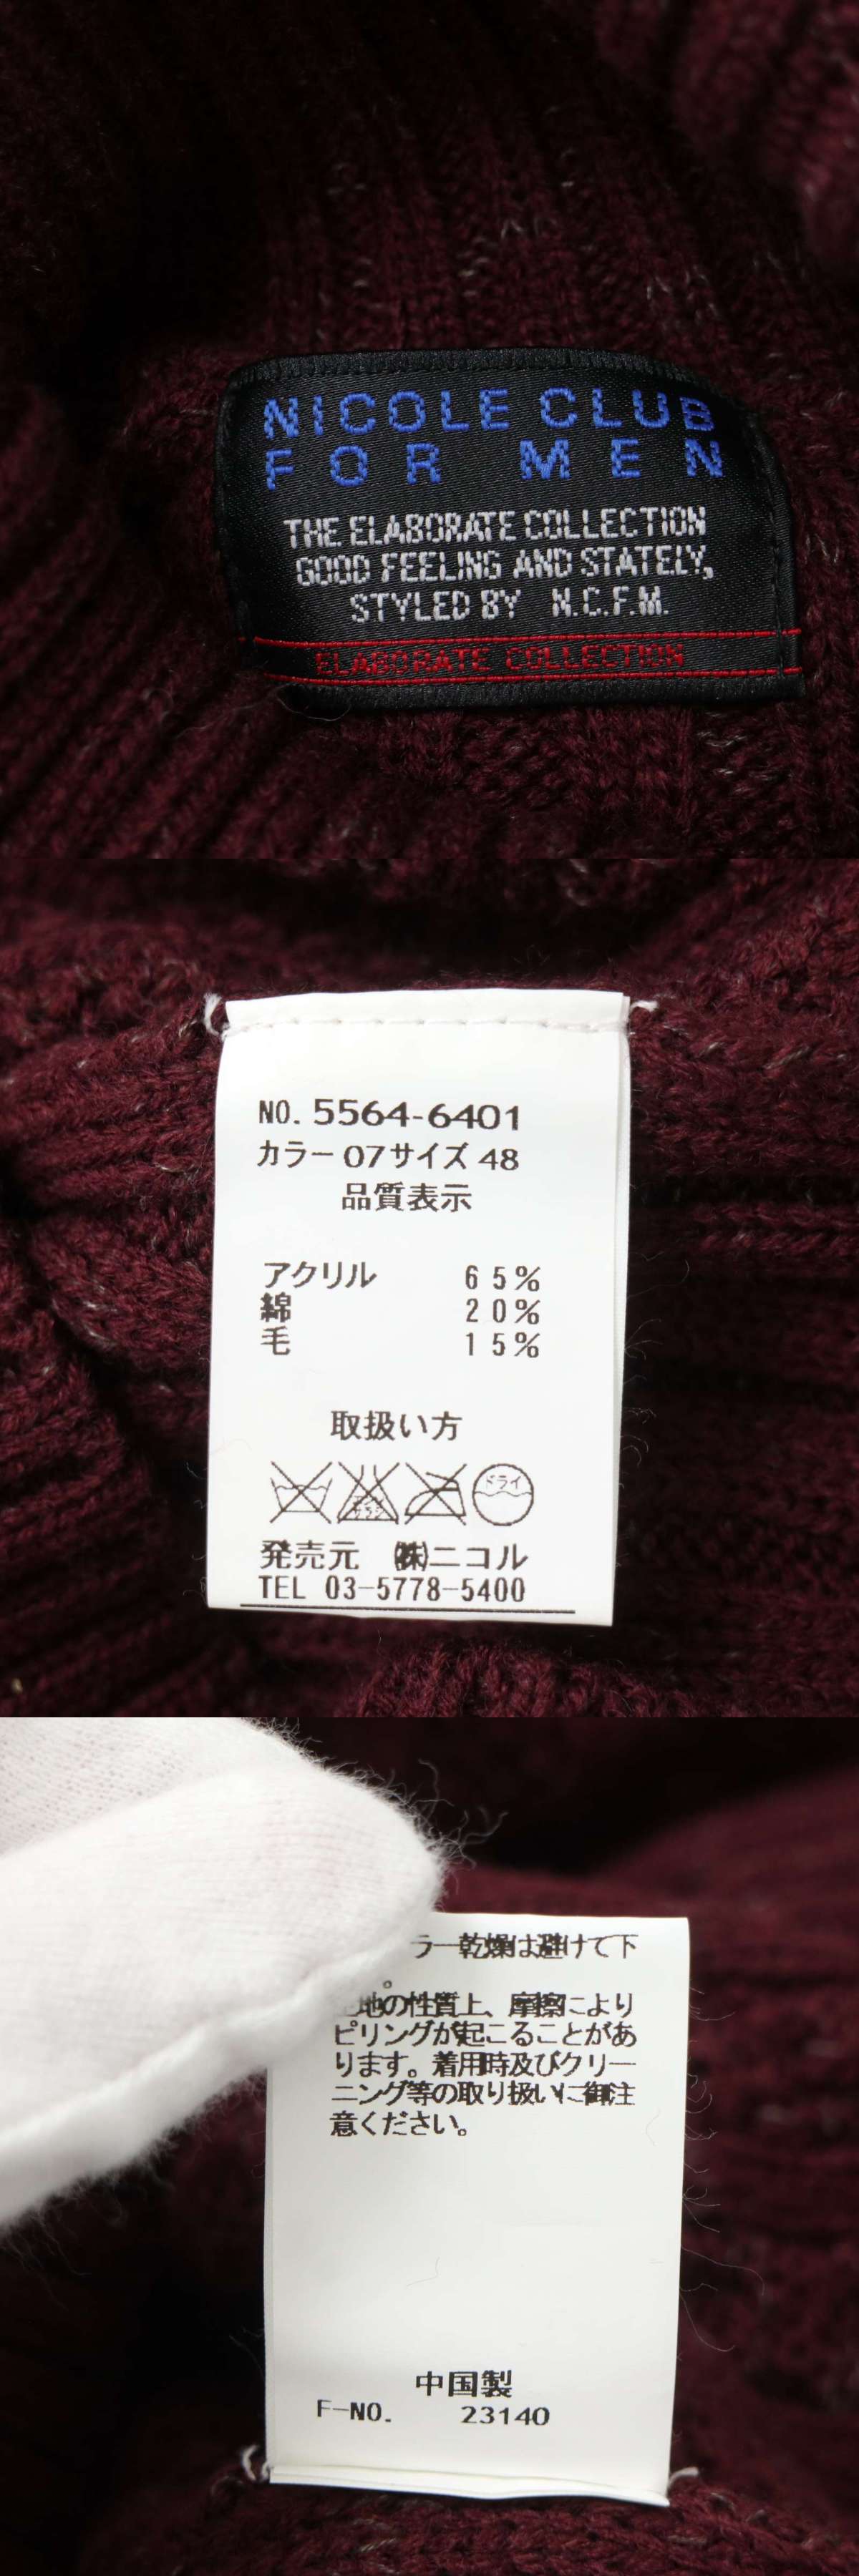 NICOLE CLUB
FOR MEN
THE ELABORATE COLLECTION
GOOD FEELING AND STATELY,
STYLED BY N.C.F.M.
ELABORATE COLLECTION
NO. 5564-6401
カラー 07 サイズ 48
品質表示
アクリル 65%
綿 20%
毛 15%
取扱い方
ドライ
発売元 ㈱ニコル
TEL 03-5778-5400
ラー乾燥は避けて下
。
地の性質上、摩擦により
ピリングが起こることがあ
ります。着用時及びクリー
ニング等の取り扱いに御注
意ください。
中国製
F-NO. 23140